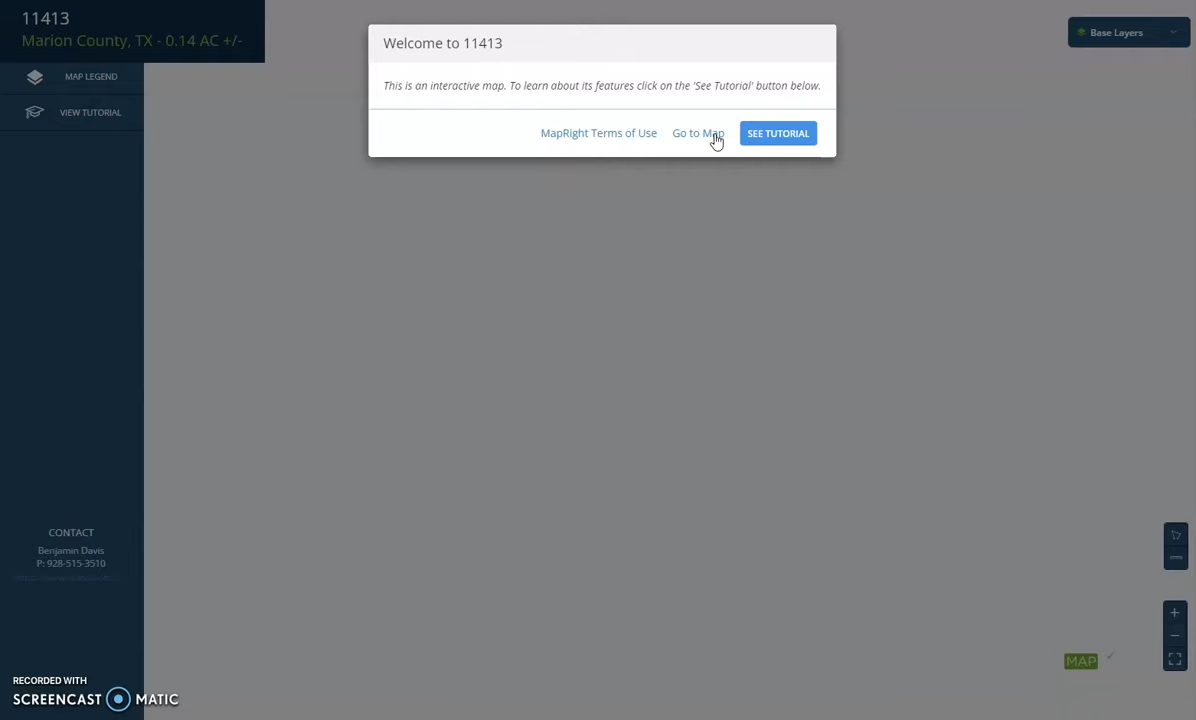 11413
Marion County, TX - 0.14 AC +/-
MAP LEGEND
VIEW TUTORIAL
Welcome to 11413
This is an interactive map. To learn about its features click on the 'See Tutorial' button below.
MapRight Terms of Use
Go to Map
SEE TUTORIAL
Base Layers
CONTACT
Benjamin Davis
P: 928-515-3510
MAP
RECORDED WITH
SCREENCAST MATIC